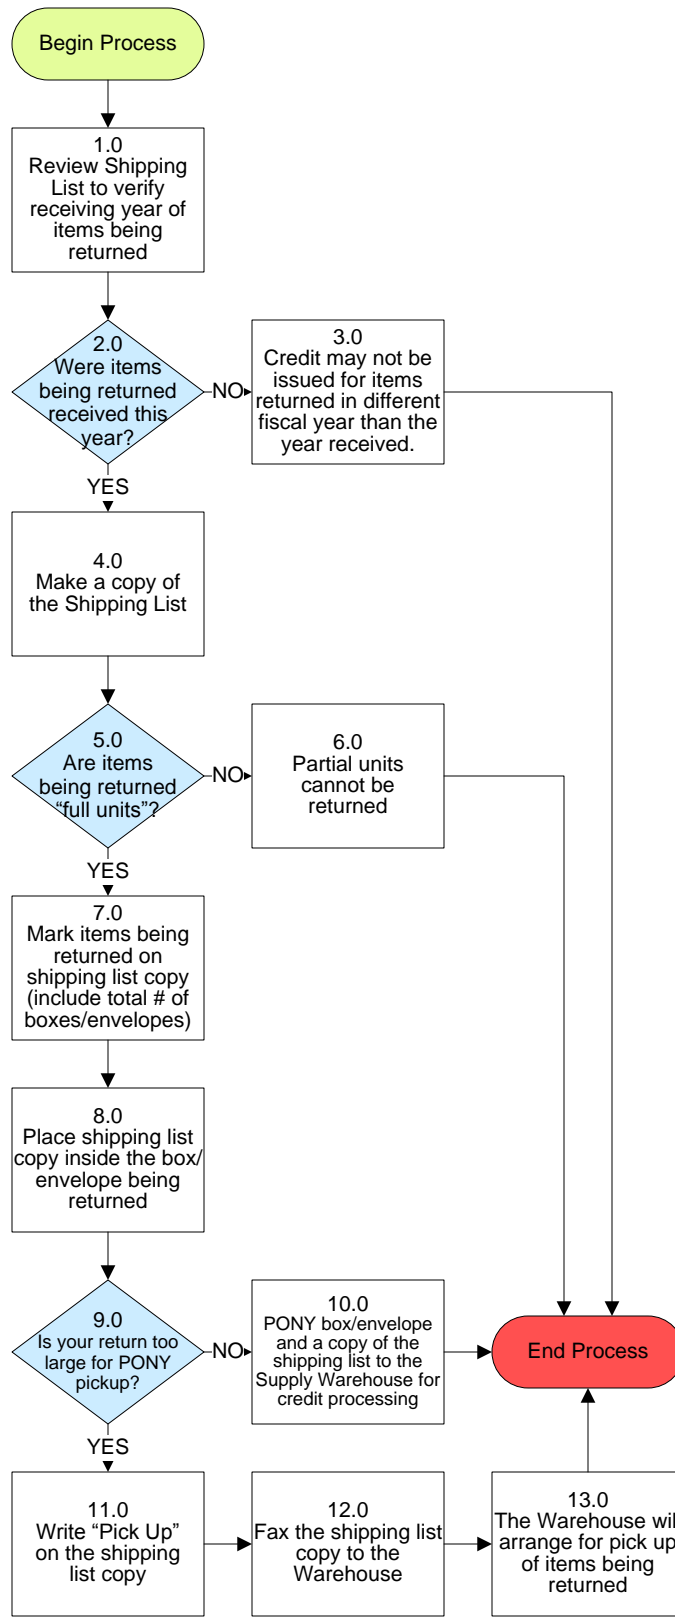 Begin Process
1.0
Review Shipping
List to verify
receiving year of
items being
returned
2.0
Were items
being returned
received this
year?
NO
3.0
Credit may not be
issued for items
returned in different
fiscal year than the
year received.
YES
4.0
Make a copy of
the Shipping List
5.0
Are items
being returned
“full units”?
NO
6.0
Partial units
cannot be
returned
YES
7.0
Mark items being
returned on
shipping list copy
(include total # of
boxes/envelopes)
8.0
Place shipping list
copy inside the box/
envelope being
returned
9.0
Is your return too
large for PONY
pickup?
NO
10.0
PONY box/envelope
and a copy of the
shipping list to the
Supply Warehouse for
credit processing
End Process
YES
11.0
Write “Pick Up”
on the shipping
list copy
12.0
Fax the shipping list
copy to the
Warehouse
13.0
The Warehouse will
arrange for pick up
of items being
returned